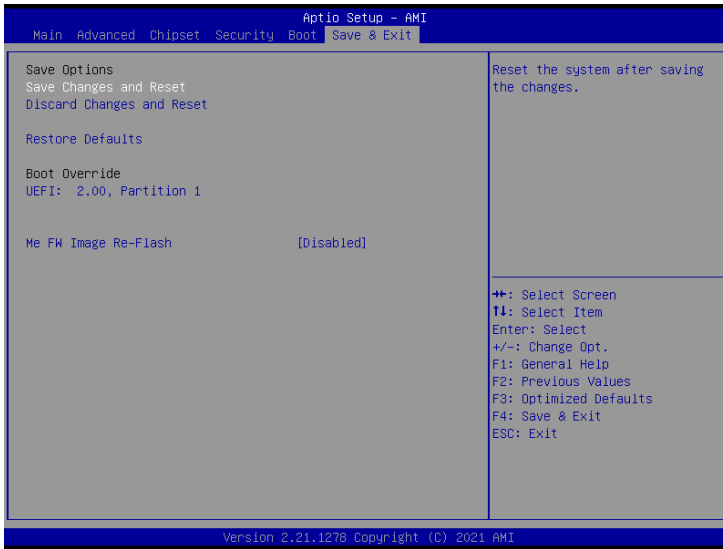 Aptio Setup – AMI
Main Advanced Chipset Security Boot Save & Exit
Save Options
Save Changes and Reset
Discard Changes and Reset
Restore Defaults
Boot Override
UEFI: 2.00, Partition 1
Me FW Image Re-Flash [Disabled]
Reset the system after saving
the changes.
→←: Select Screen
↑↓: Select Item
Enter: Select
+/-: Change Opt.
F1: General Help
F2: Previous Values
F3: Optimized Defaults
F4: Save & Exit
ESC: Exit
Version 2.21.1278 Copyright (C) 2021 AMI